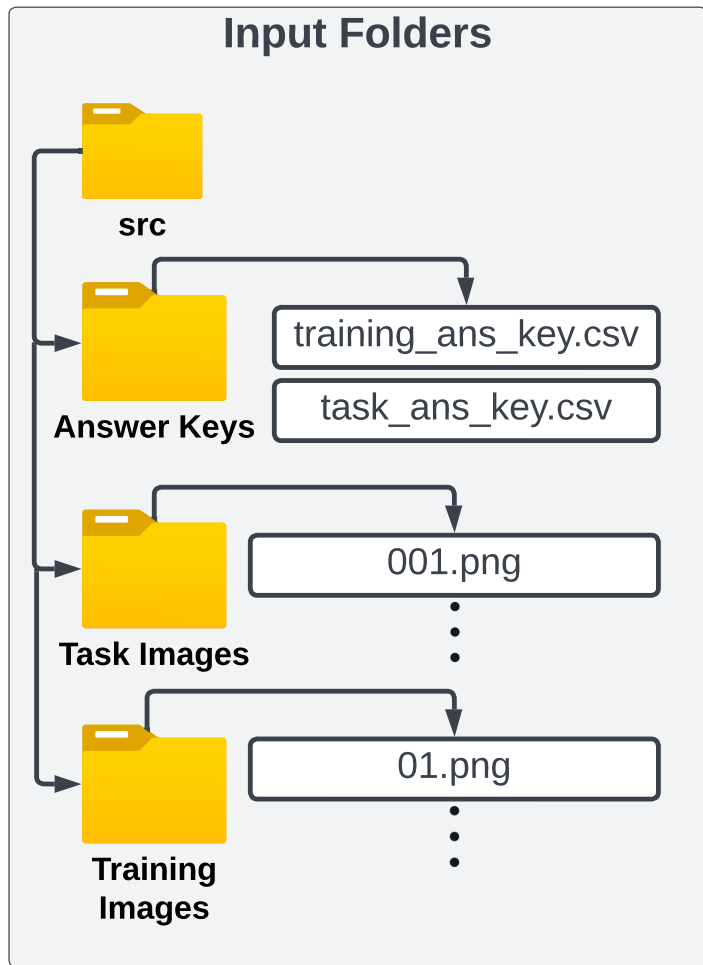 Input Folders
src
training_ans_key.csv
task_ans_key.csv
Answer Keys
001.png
Task Images
01.png
Training
Images